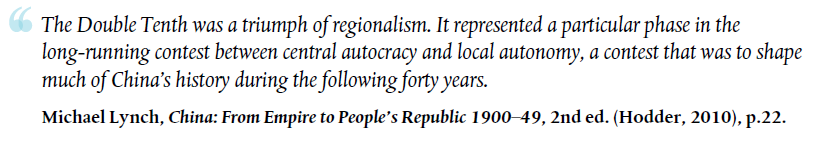 The Double Tenth was a triumph of regionalism. It represented a particular phase in the
long-running contest between central autocracy and local autonomy, a contest that was to shape
much of China's history during the following forty years.
Michael Lynch, China: From Empire to People's Republic 1900–49, 2nd ed. (Hodder, 2010), p.22.